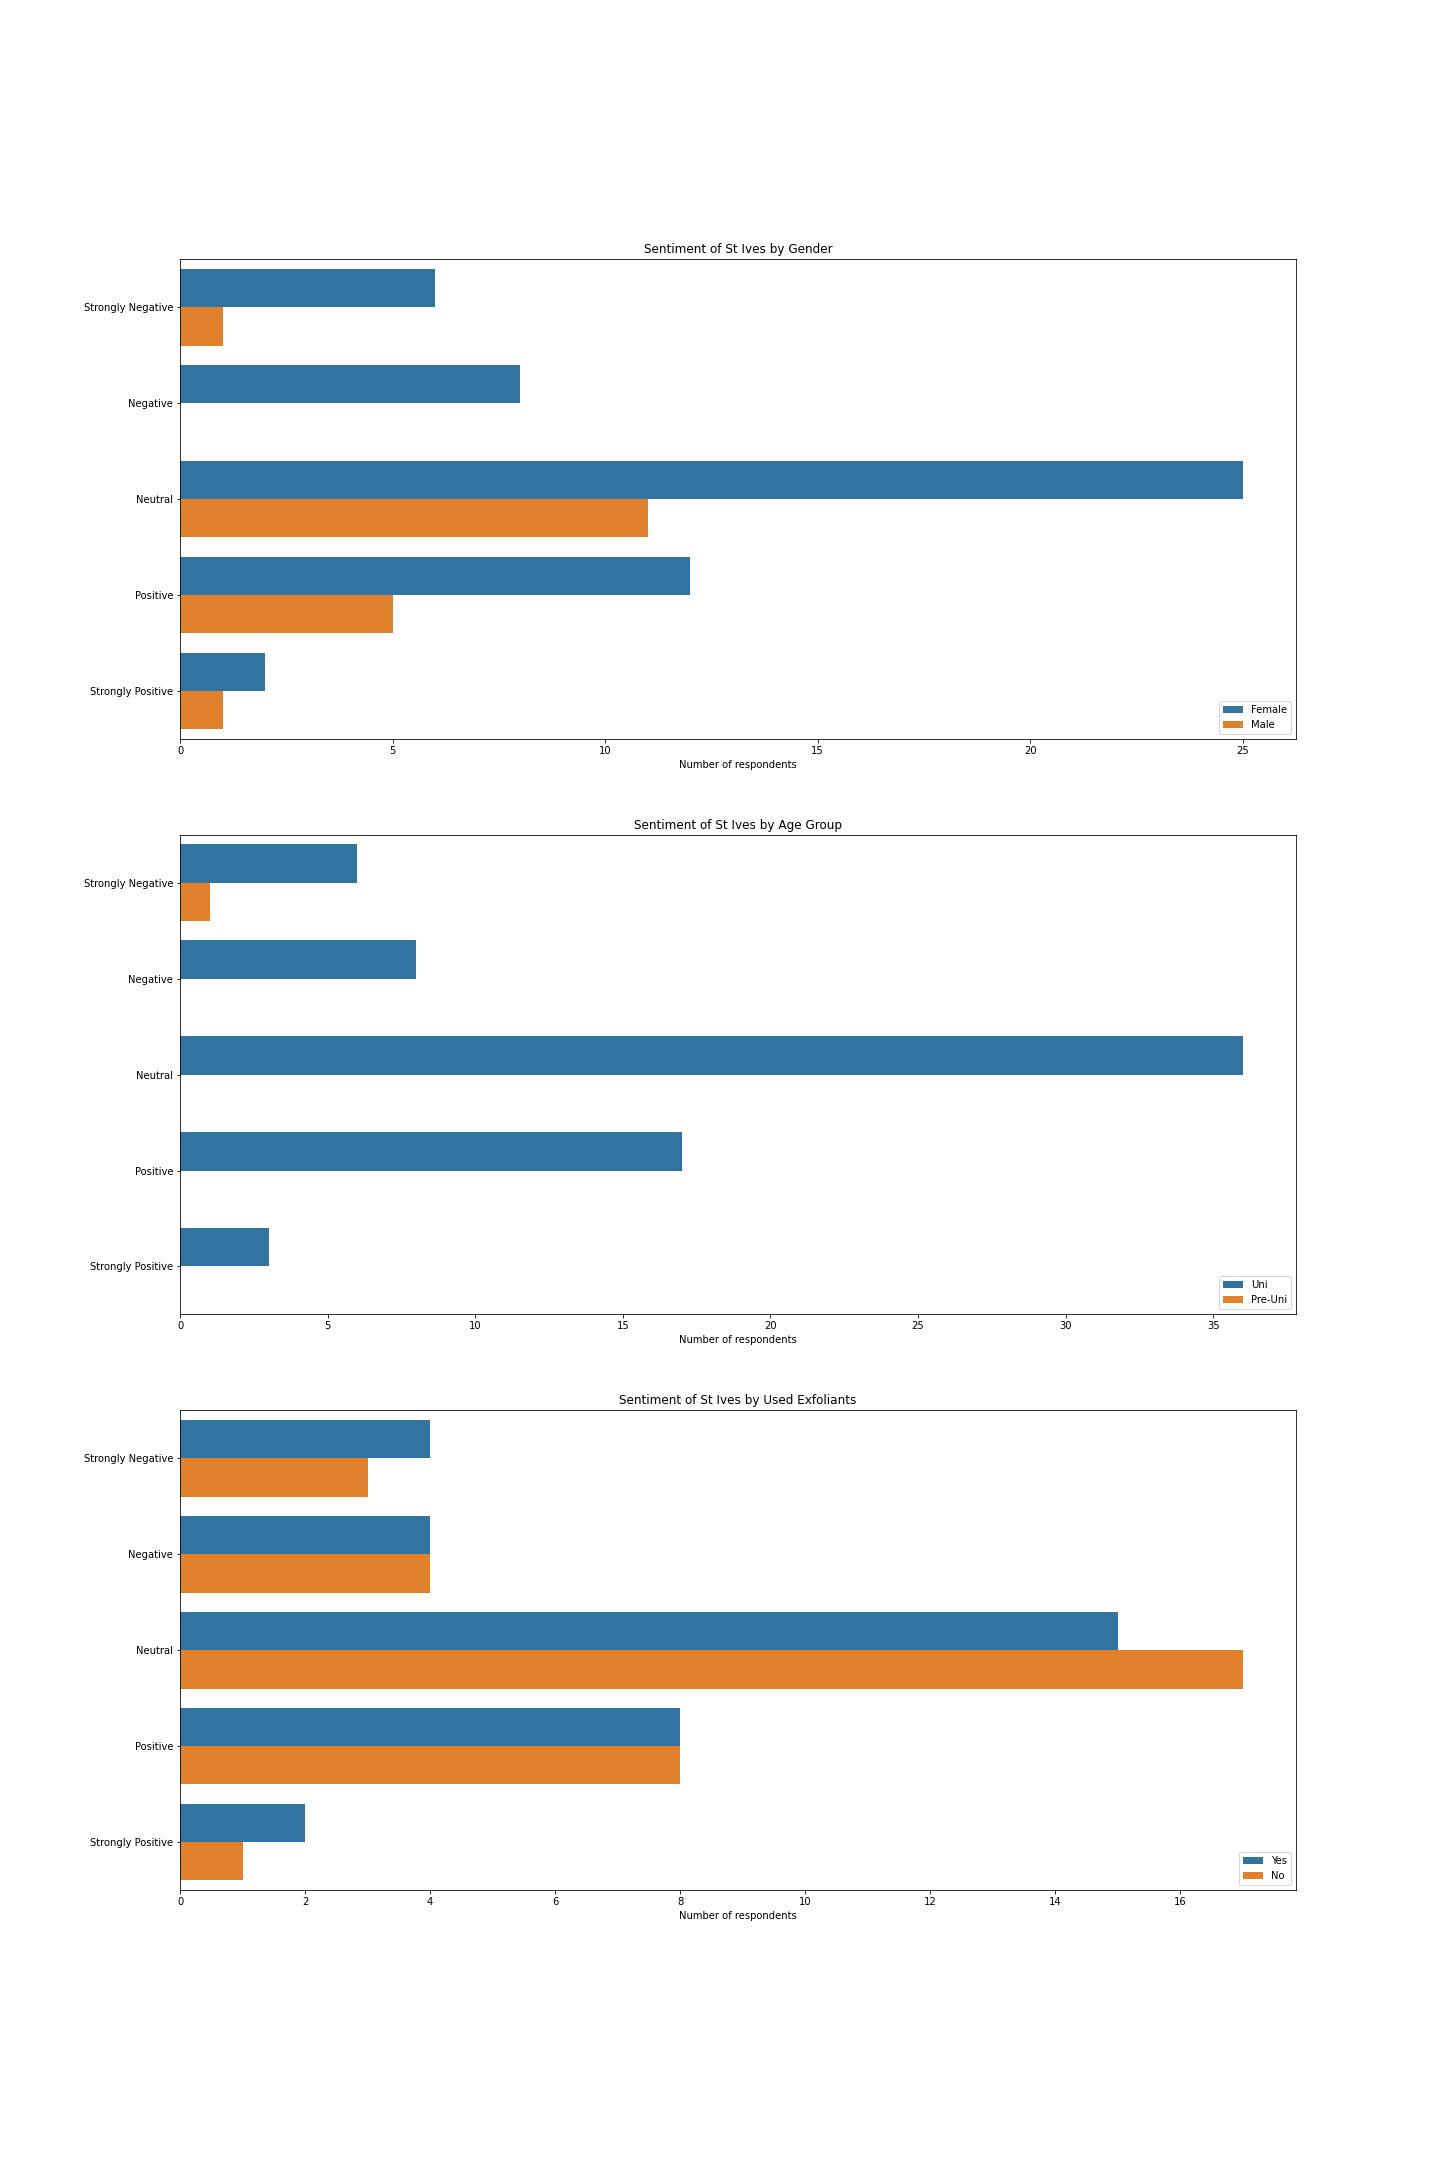 Sentiment of St Ives by Gender
Strongly Negative
Negative
Neutral
Positive
Strongly Positive
Female
Male
0 5 10 15 20 25
Number of respondents
Sentiment of St Ives by Age Group
Strongly Negative
Negative
Neutral
Positive
Strongly Positive
Uni
Pre-Uni
0 5 10 15 20 25 30 35
Number of respondents
Sentiment of St Ives by Used Exfoliants
Strongly Negative
Negative
Neutral
Positive
Strongly Positive
Yes
No
0 2 4 6 8 10 12 14 16
Number of respondents